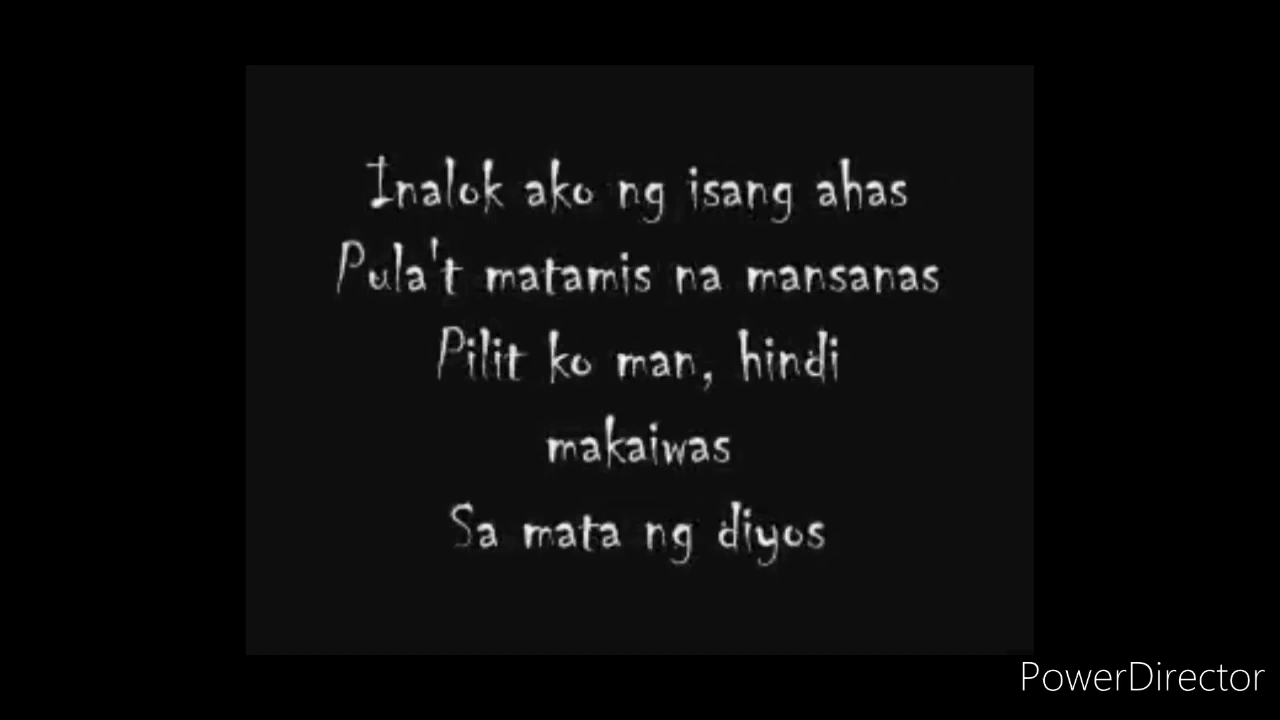 Inalok ako ng isang ahas
Pula't matamis na mansanas
Pilit ko man, hindi
makaiwas
Sa mata ng diyos
PowerDirector